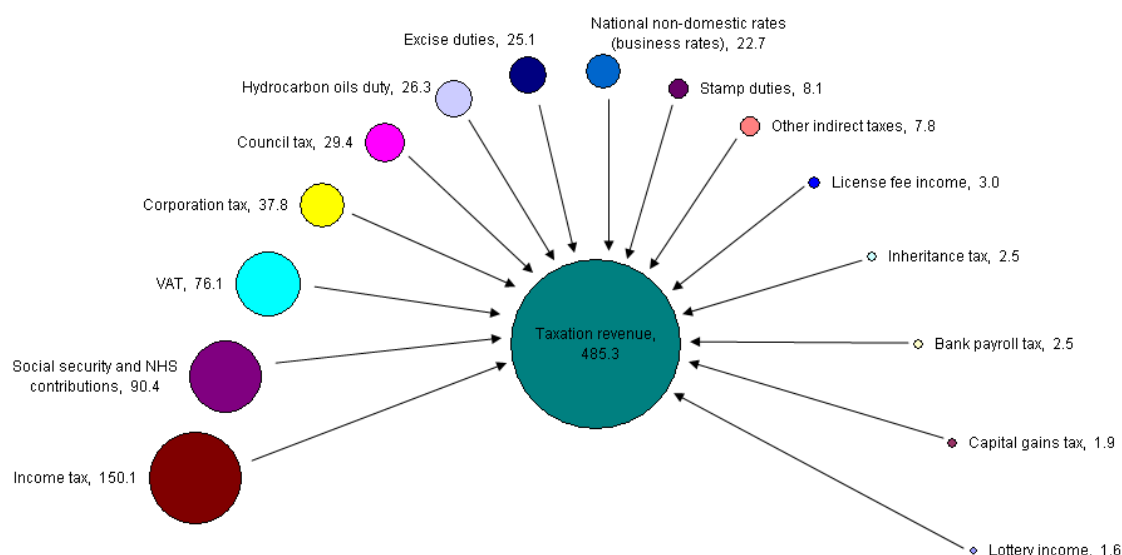 National non-domestic rates
(business rates), 22.7
Excise duties, 25.1
Hydrocarbon oils duty, 26.3
Stamp duties, 8.1
Other indirect taxes, 7.8
Council tax, 29.4
License fee income, 3.0
Corporation tax, 37.8
Inheritance tax, 2.5
VAT, 76.1
Taxation revenue,
485.3
Bank payroll tax, 2.5
Social security and NHS
contributions, 90.4
Capital gains tax, 1.9
Income tax, 150.1
Lottery income, 1.6